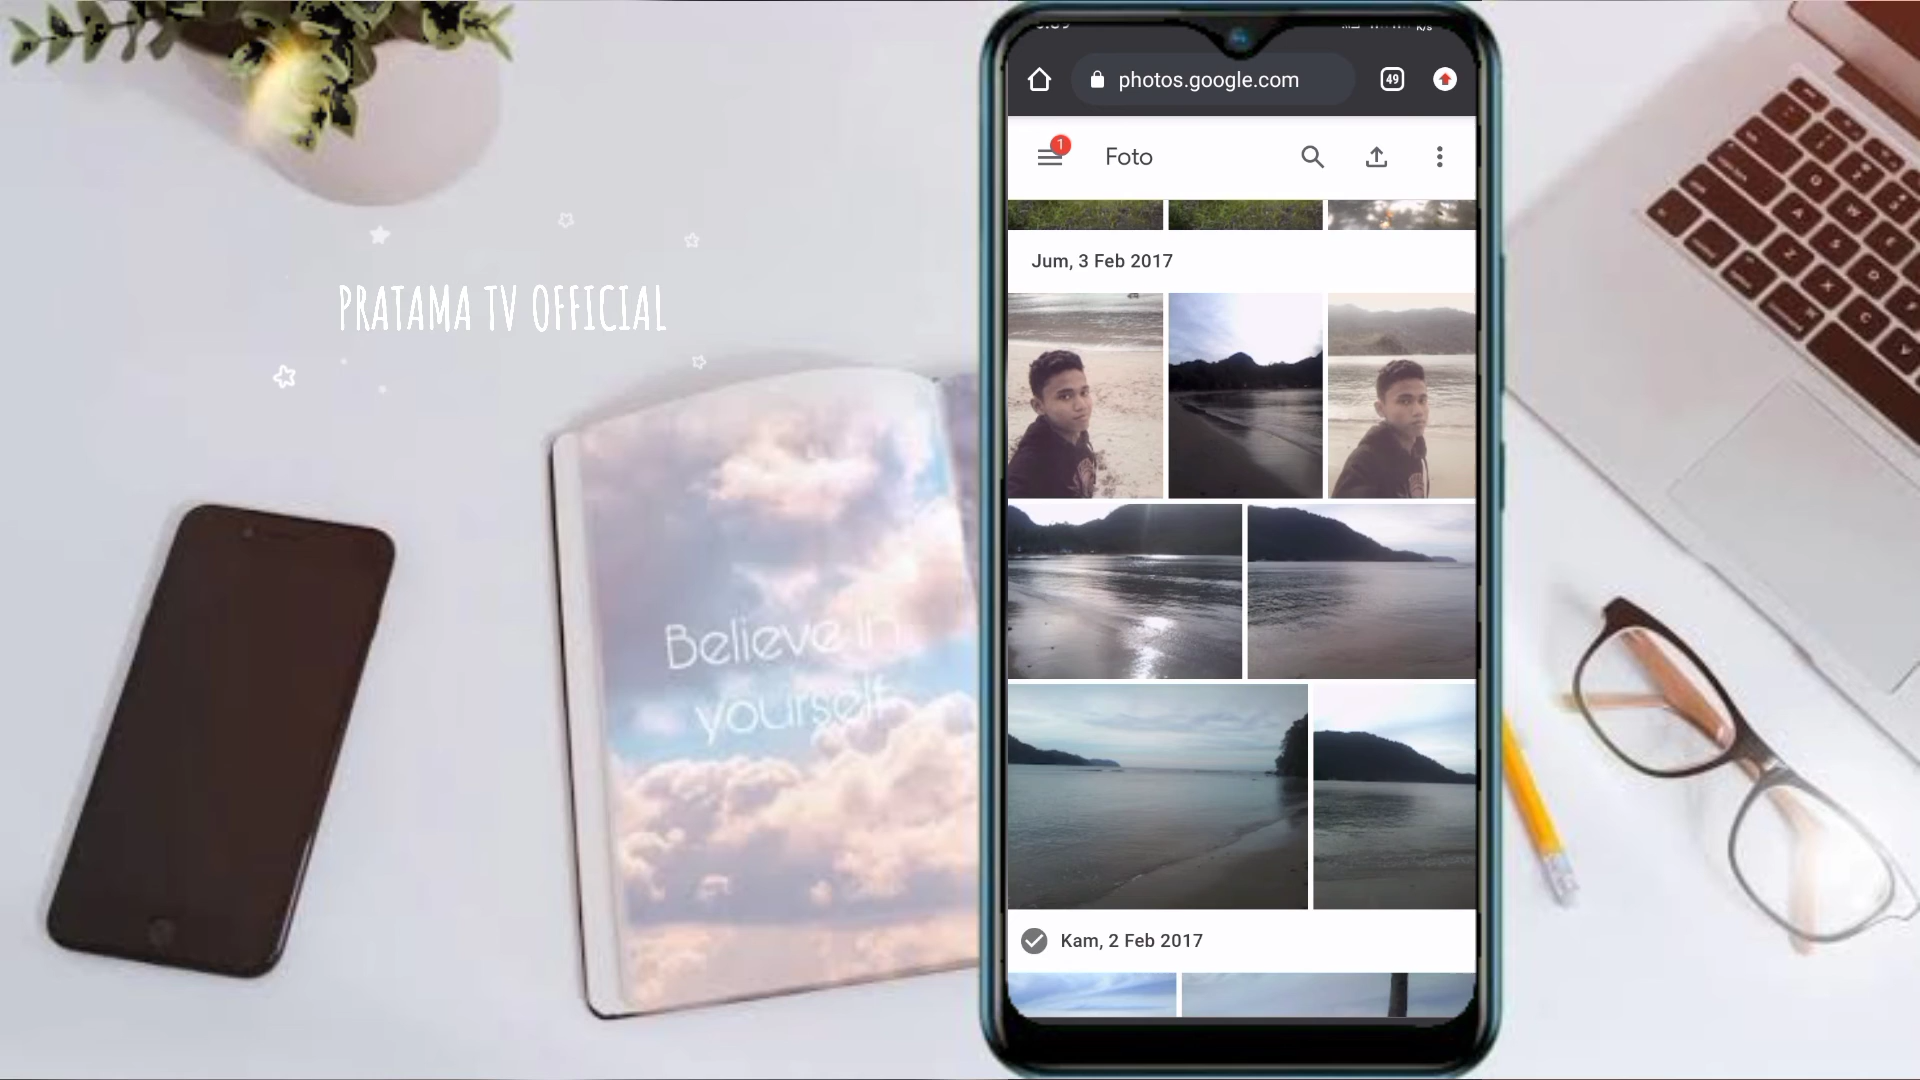 photos.google.com
49
1
Foto
Jum, 3 Feb 2017
PRATAMA TV OFFICIAL
Believe in
yourself
Kam, 2 Feb 2017